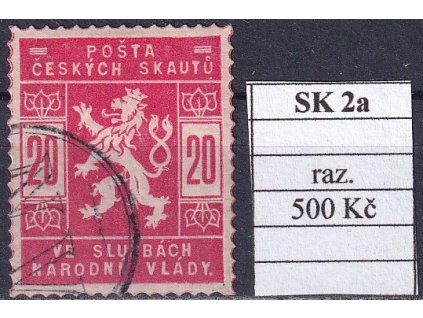 POŠTA
ČESKÝCH SKAUTŮ
20 20
VE SLUŽBÁCH
NÁRODNÍ VLÁDY.
SK 2a
raz.
500 Kč